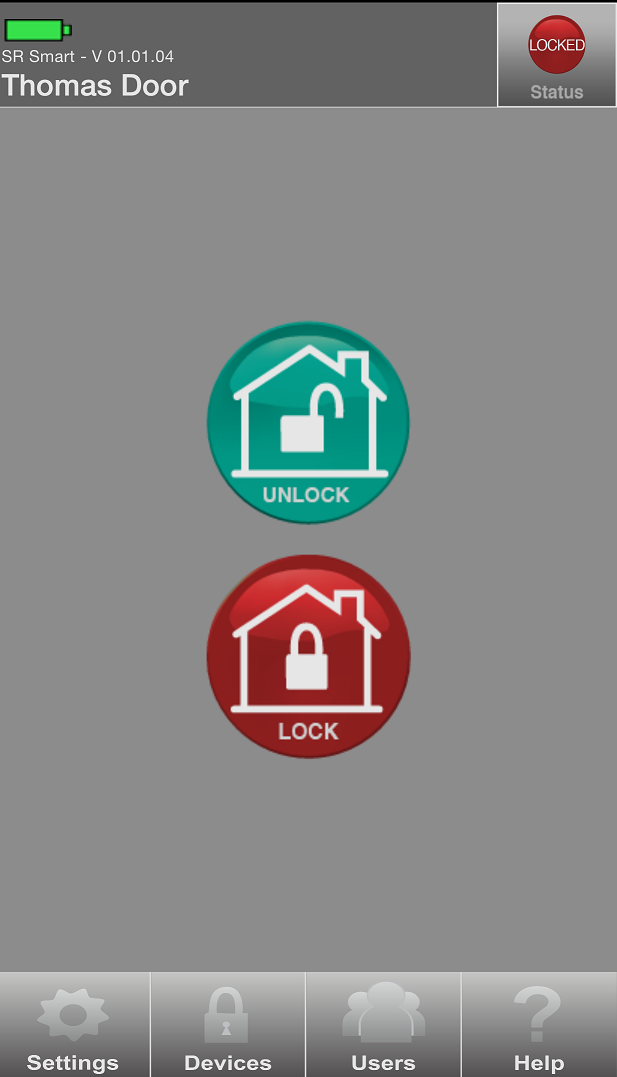 SR Smart - V 01.01.04
Thomas Door
LOCKED
Status
UNLOCK
LOCK
Settings
Devices
Users
Help